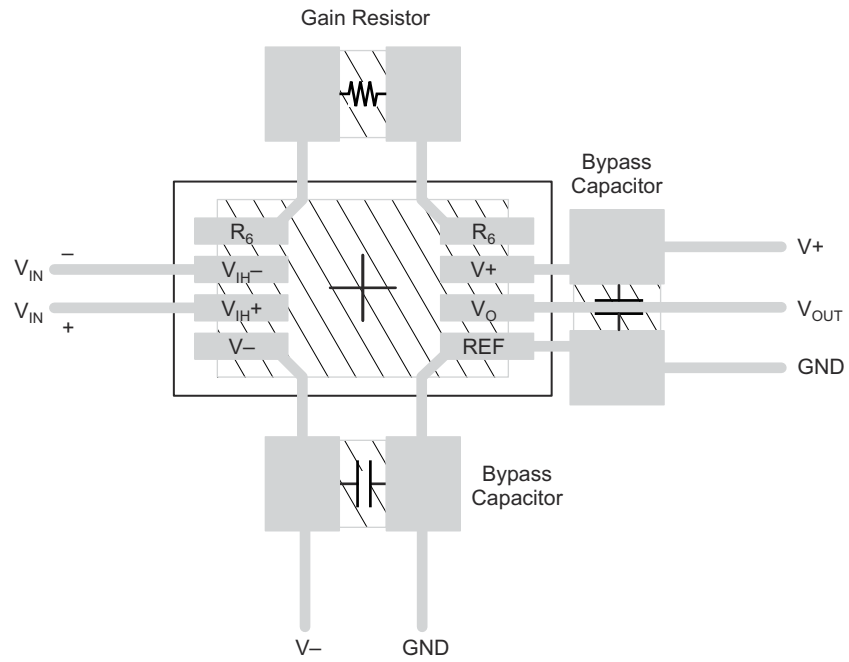 Gain Resistor
Bypass
Capacitor
R6 R6
V+
VIN – VIH– V+
VIN + VIH+ VO VOUT
V– REF
GND
Bypass
Capacitor
V– GND